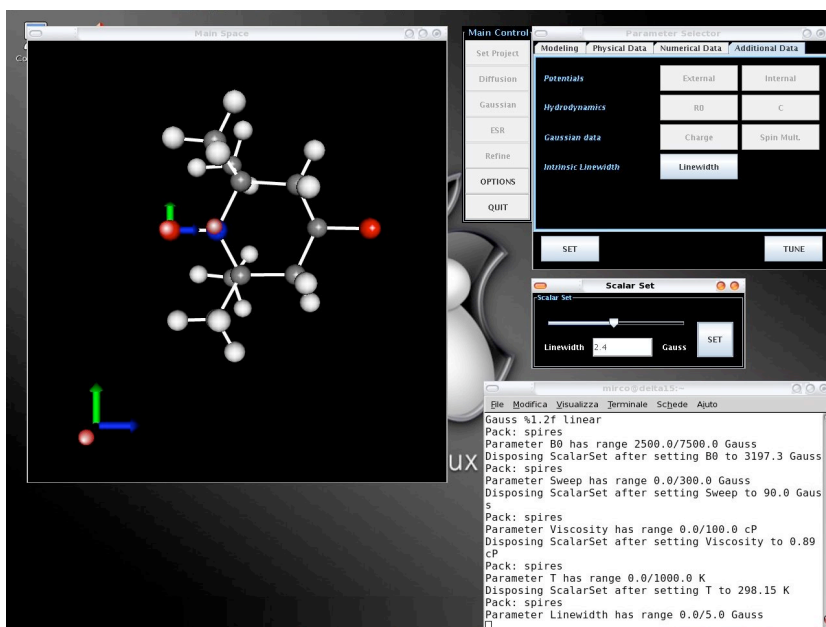 Main Space
Main Control
Set Project
Diffusion
Gaussian
ESR
Refine
OPTIONS
QUIT
Parameter Selector
Modeling Physical Data Numerical Data Additional Data
Potentials External Internal
Hydrodynamics R0 C
Gaussian data Charge Spin Mult.
Intrinsic Linewidth Linewidth
SET TUNE
Scalar Set
Scalar Set
Linewidth 2.4 Gauss SET
ux
mirco@delta15:~
File Modifica Visualizza Terminale Schede Aiuto
Gauss %1.2f linear
Pack: spires
Parameter B0 has range 2500.0/7500.0 Gauss
Disposing ScalarSet after setting B0 to 3197.3 Gauss
Pack: spires
Parameter Sweep has range 0.0/300.0 Gauss
Disposing ScalarSet after setting Sweep to 90.0 Gaus
s
Pack: spires
Parameter Viscosity has range 0.0/100.0 cP
Disposing ScalarSet after setting Viscosity to 0.89
cP
Pack: spires
Parameter T has range 0.0/1000.0 K
Disposing ScalarSet after setting T to 298.15 K
Pack: spires
Parameter Linewidth has range 0.0/5.0 Gauss